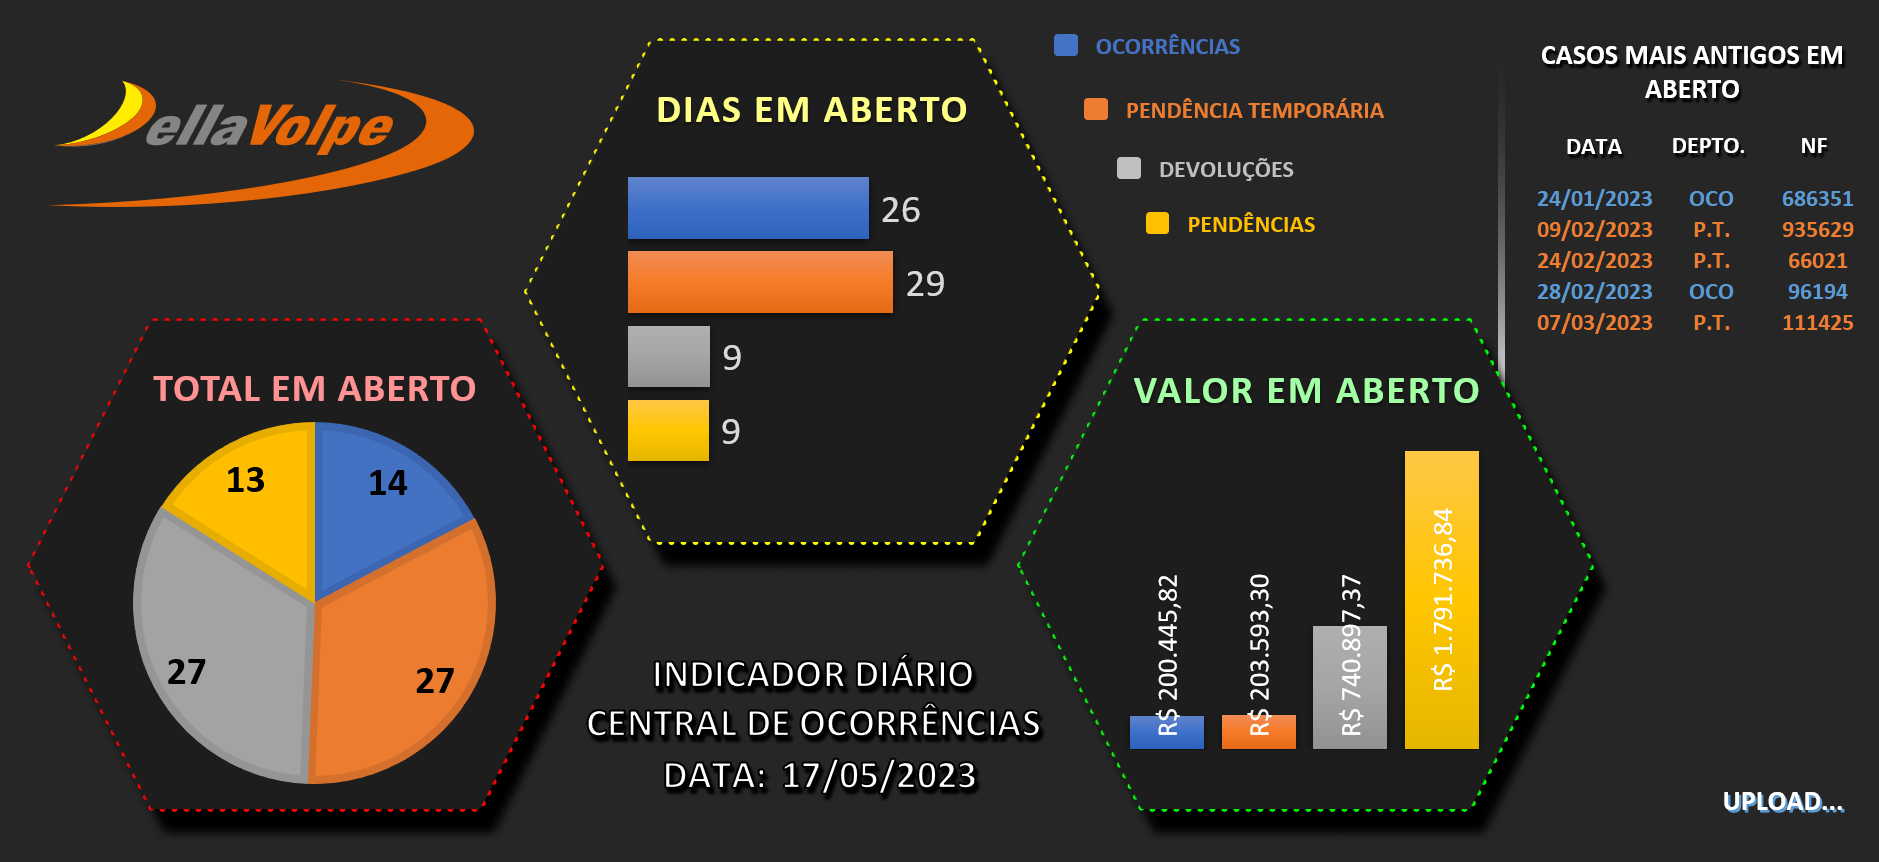 DellaVolpe
DIAS EM ABERTO
26
29
9
9
OCORRÊNCIAS
PENDÊNCIA TEMPORÁRIA
DEVOLUÇÕES
PENDÊNCIAS
CASOS MAIS ANTIGOS EM
ABERTO
DATA DEPTO. NF
24/01/2023 OCO 686351
09/02/2023 P.T. 935629
24/02/2023 P.T. 66021
28/02/2023 OCO 96194
07/03/2023 P.T. 111425
TOTAL EM ABERTO
13
14
27
27
INDICADOR DIÁRIO
CENTRAL DE OCORRÊNCIAS
DATA: 17/05/2023
VALOR EM ABERTO
R$ 200.445,82
R$ 203.593,30
R$ 740.897,37
R$ 1.791.736,84
UPLOAD...